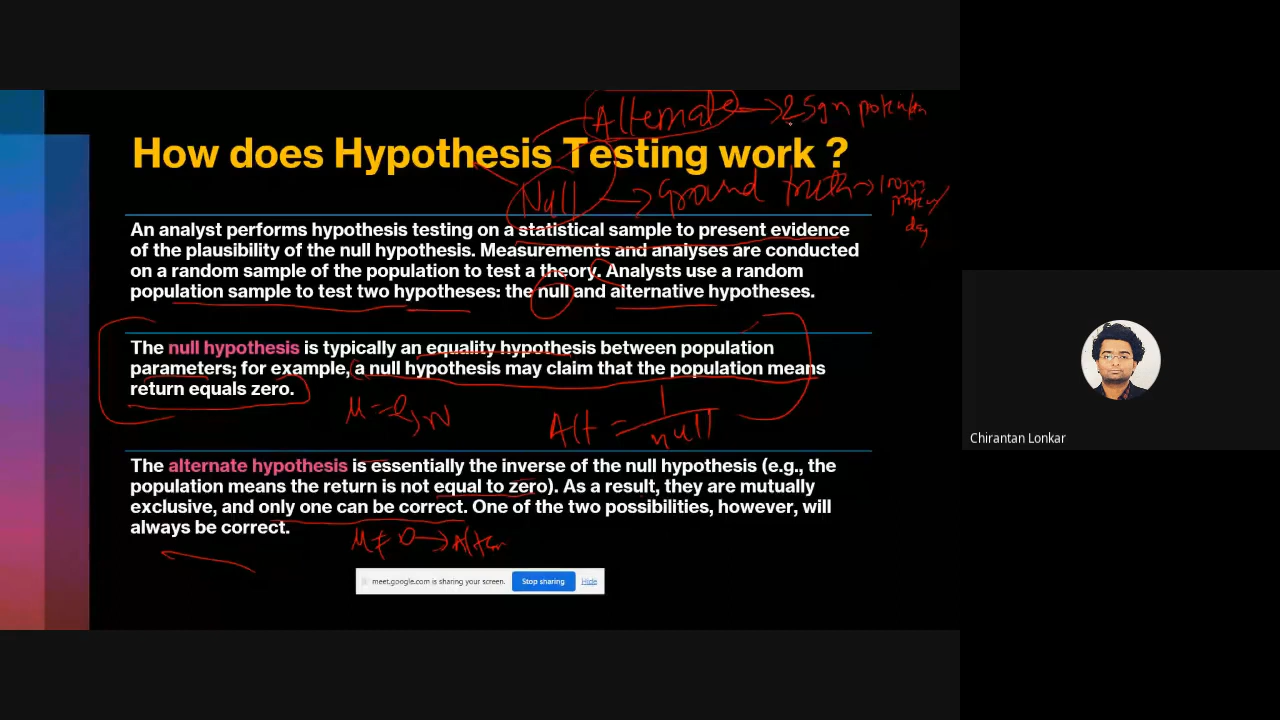 Alternate → 25gm protein
How does Hypothesis Testing work ?
Null → Ground truth → 100gm
protein/
day
An analyst performs hypothesis testing on a statistical sample to present evidence
of the plausibility of the null hypothesis. Measurements and analyses are conducted
on a random sample of the population to test a theory. Analysts use a random
population sample to test two hypotheses: the null and alternative hypotheses.
The null hypothesis is typically an equality hypothesis between population
parameters; for example, a null hypothesis may claim that the population means
return equals zero.
Alt = 1
null
The alternate hypothesis is essentially the inverse of the null hypothesis (e.g., the
population means the return is not equal to zero). As a result, they are mutually
exclusive, and only one can be correct. One of the two possibilities, however, will
always be correct.
μ ≠ 0 → Alter
meet.google.com is sharing your screen. Stop sharing Hide
Chirantan Lonkar